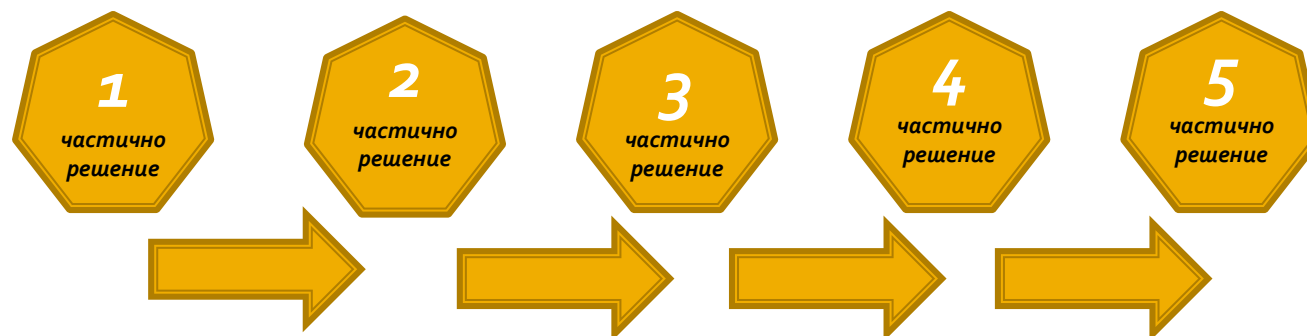 1
частично
решение
2
частично
решение
3
частично
решение
4
частично
решение
5
частично
решение